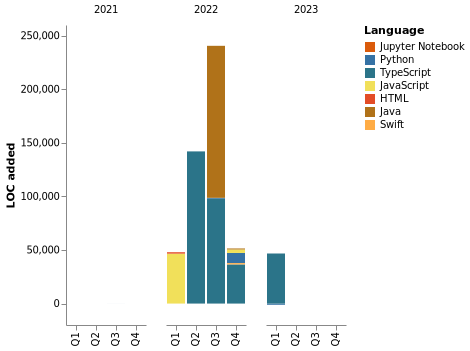 2021 2022 2023
Language
Jupyter Notebook
Python
TypeScript
JavaScript
HTML
Java
Swift
LOC added
250,000
200,000
150,000
100,000
50,000
0
Q1 Q2 Q3 Q4 Q1 Q2 Q3 Q4 Q1 Q2 Q3 Q4